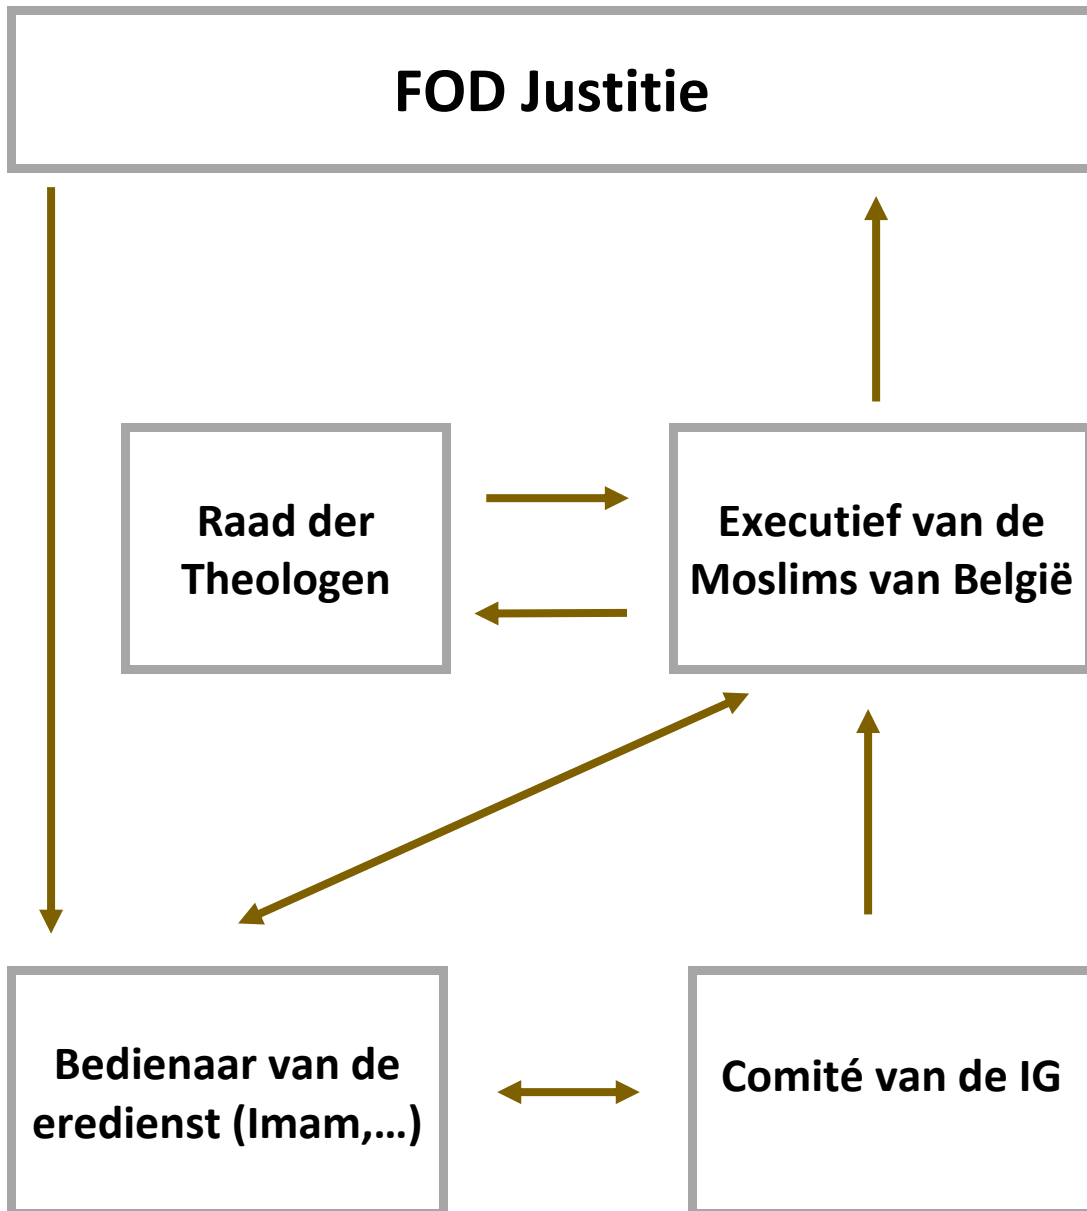 FOD Justitie
Raad der
Theologen
Executief van de
Moslims van België
Bedienaar van de
eredienst (Imam,...)
Comité van de IG